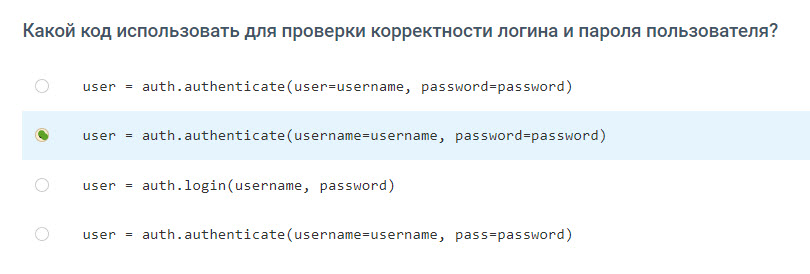 Какой код использовать для проверки корректности логина и пароля пользователя?
user = auth.authenticate(user=username, password=password)
user = auth.authenticate(username=username, password=password)
user = auth.login(username, password)
user = auth.authenticate(username=username, pass=password)